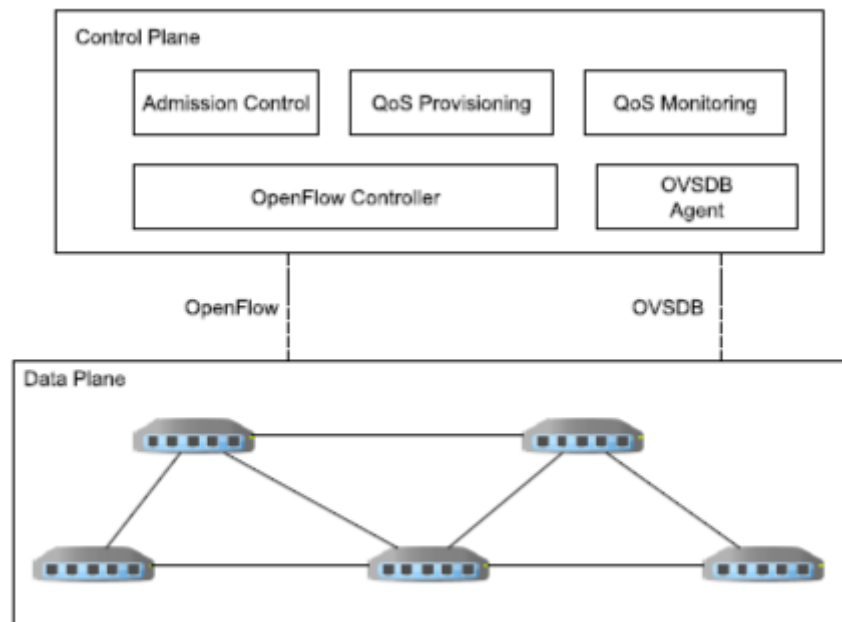 Control Plane
Admission Control
QoS Provisioning
QoS Monitoring
OpenFlow Controller
OVSDB
Agent
OpenFlow
OVSDB
Data Plane